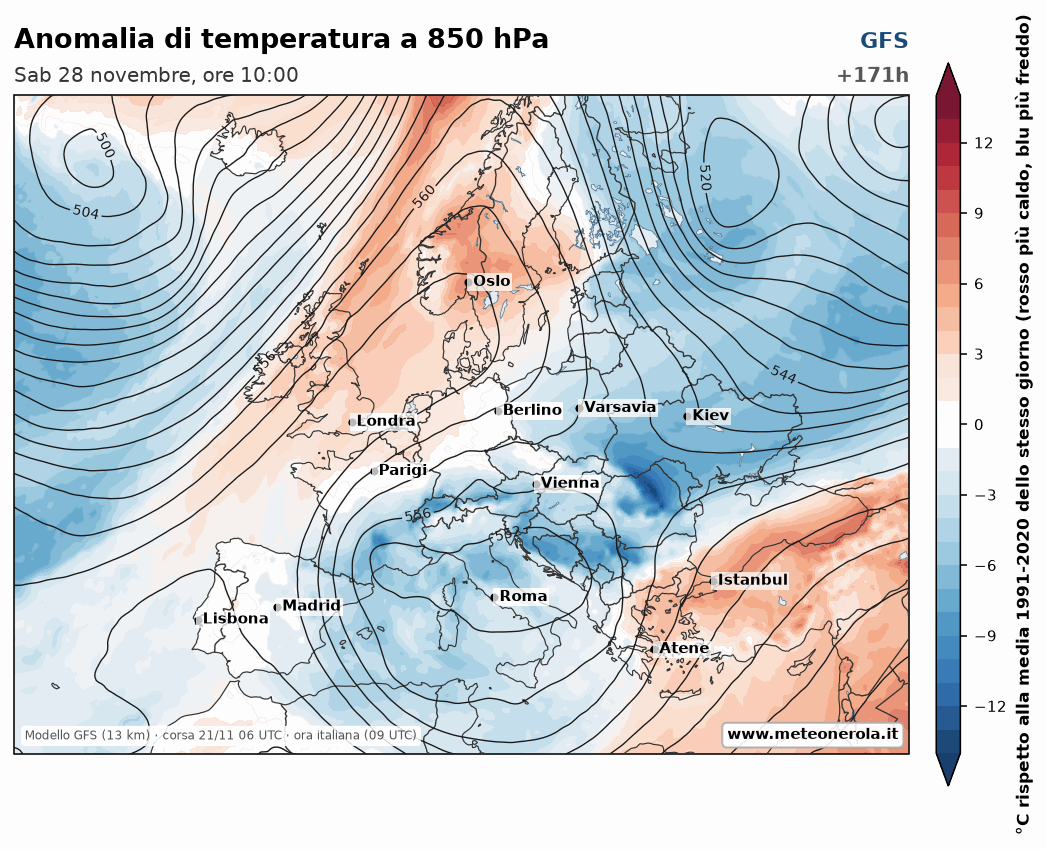 Anomalia di temperatura a 850 hPa
GFS
Sab 28 novembre, ore 10:00
+171h
500
504
560
520
Oslo
556
544
Londra
Berlino
Varsavia
Kiev
Parigi
Vienna
556
552
Istanbul
Roma
Madrid
Lisbona
Atene
Modello GFS (13 km) · corsa 21/11 06 UTC · ora italiana (09 UTC)
www.meteonerola.it
12
9
6
3
0
−3
−6
−9
−12
°C rispetto alla media 1991-2020 dello stesso giorno (rosso più caldo, blu più freddo)